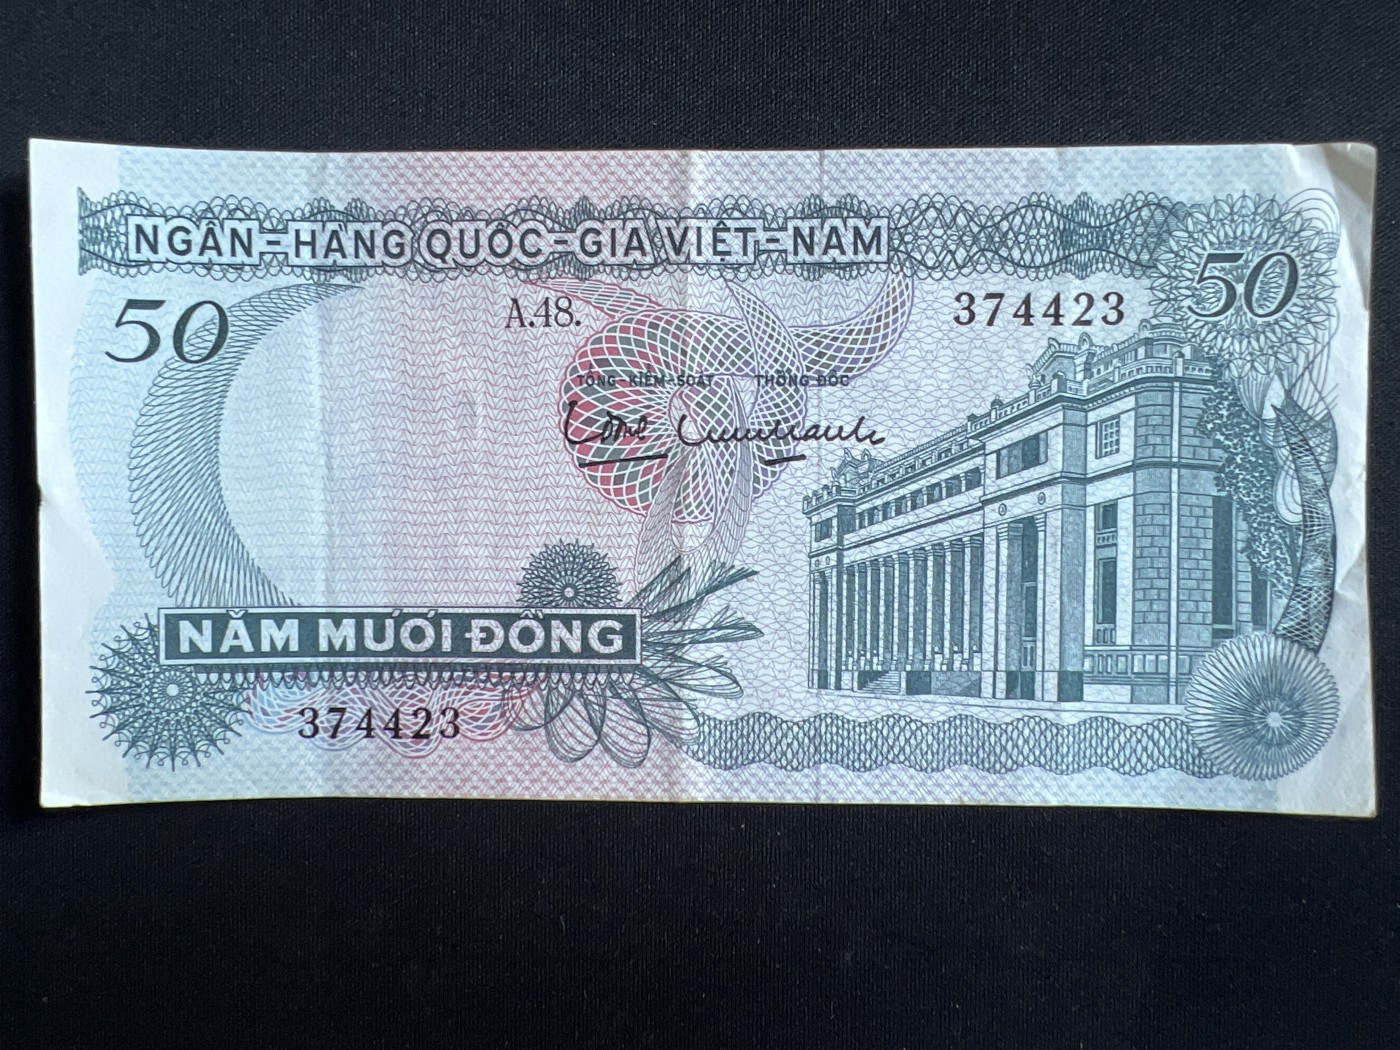 NGÂN-HÀNG QUỐC-GIA VIỆT-NAM
50
50
A.48.
374423
TỔNG-KIỂM-SOÁT THỐNG ĐỐC
NĂM MƯƠI ĐỒNG
374423